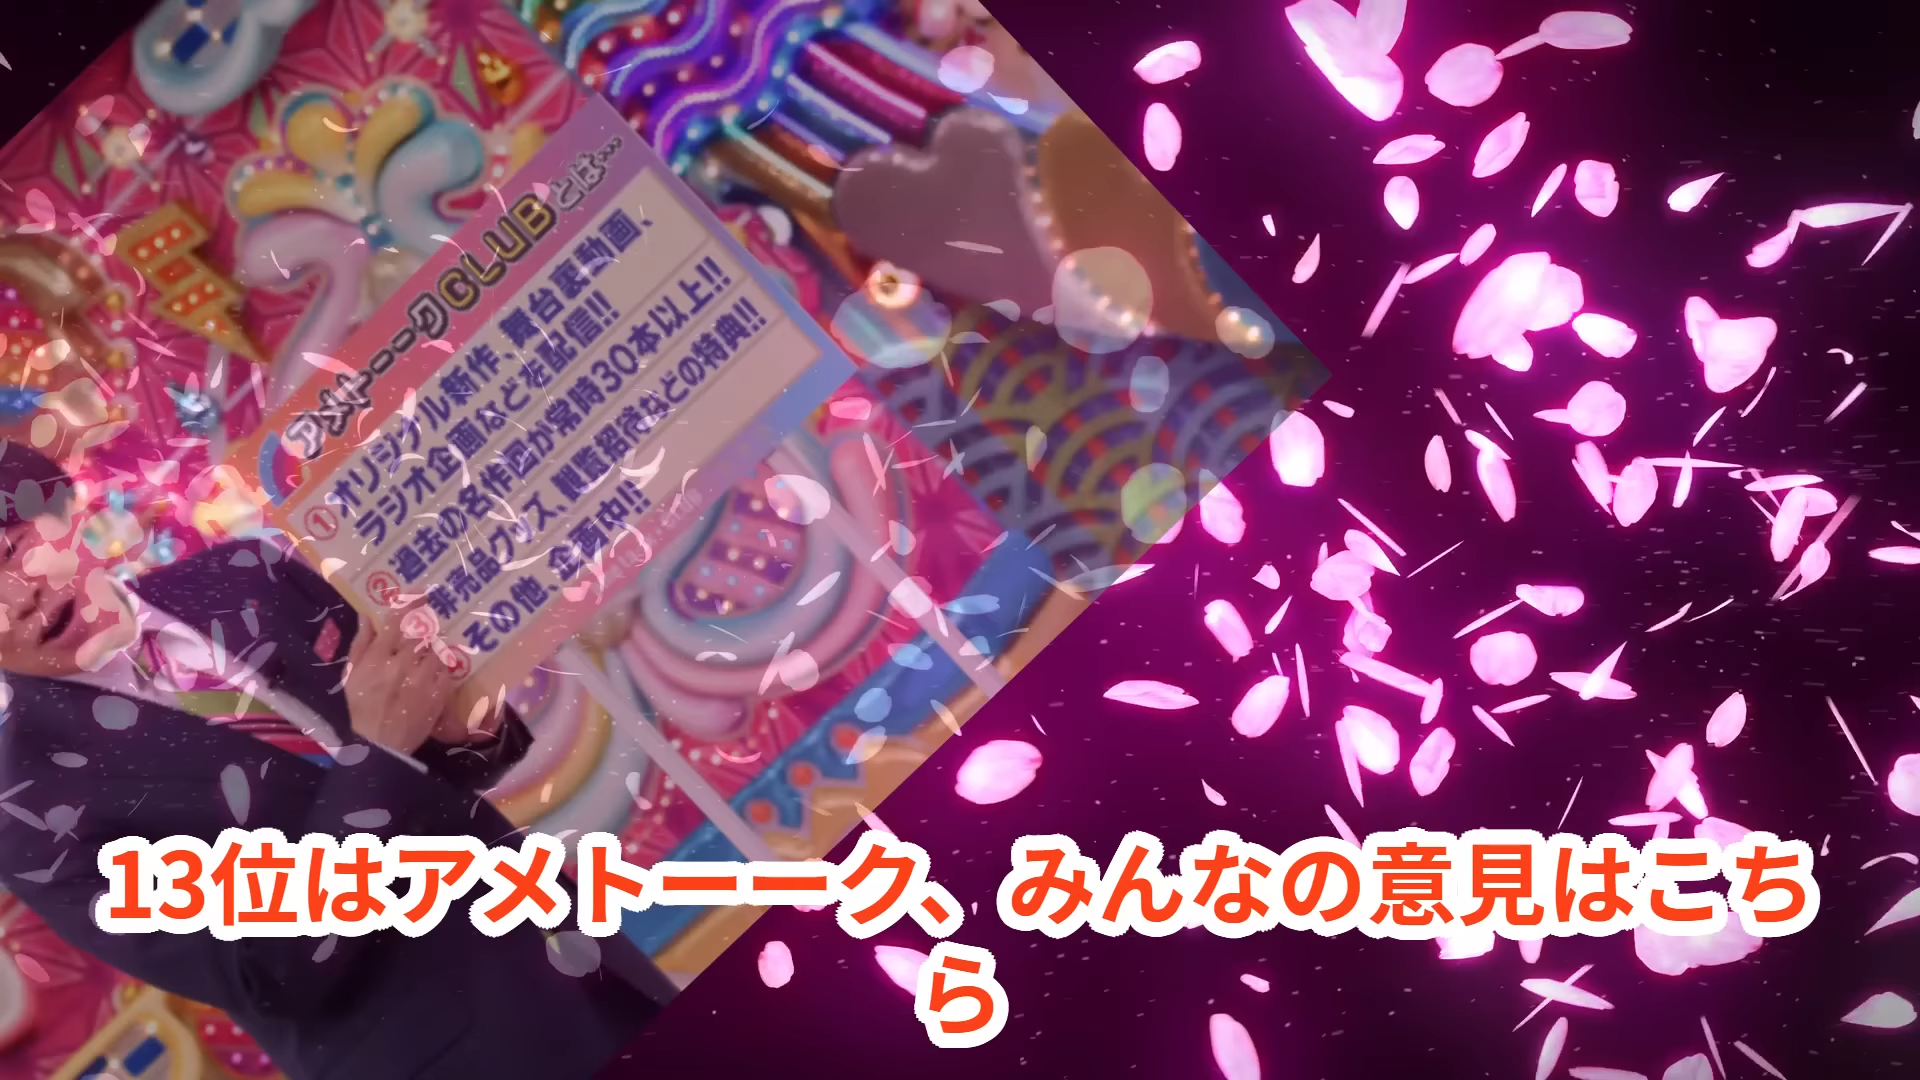 アメトーークCLUBとは…
①オリジナル新作、舞台裏動画、
ラジオ企画などを配信!!
②過去の名作回が常時30本以上!!
③非売品グッズ、観覧招待などの特典!!
その他、企画中!!
13位はアメトーーク、みんなの意見はこち
ら